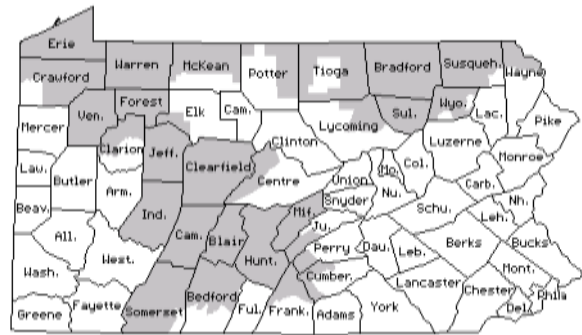 Erie
Warren
McKean
Potter
Tioga
Bradford
Susqueh.
Wayne
Crawford
Forest
Elk
Cam.
Sul.
Wyo.
Lac.
Pike
Mercer
Ven.
Clarion
Jeff.
Clearfield
Clinton
Lycoming
Luzerne
Monroe
Law.
Butler
Arm.
Centre
Union
Mo.
Col.
Carb.
Nh.
Beav.
Ind.
Snyder
Nu.
Schu.
Leh.
All.
West.
Cam.
Blair
Hunt.
Mif.
Ju.
Perry
Dau.
Leb.
Berks
Bucks
Wash.
Cumber.
Lancaster
Chester
Mont.
Phila
Greene
Fayette
Somerset
Bedford
Ful.
Frank.
Adams
York
Del.